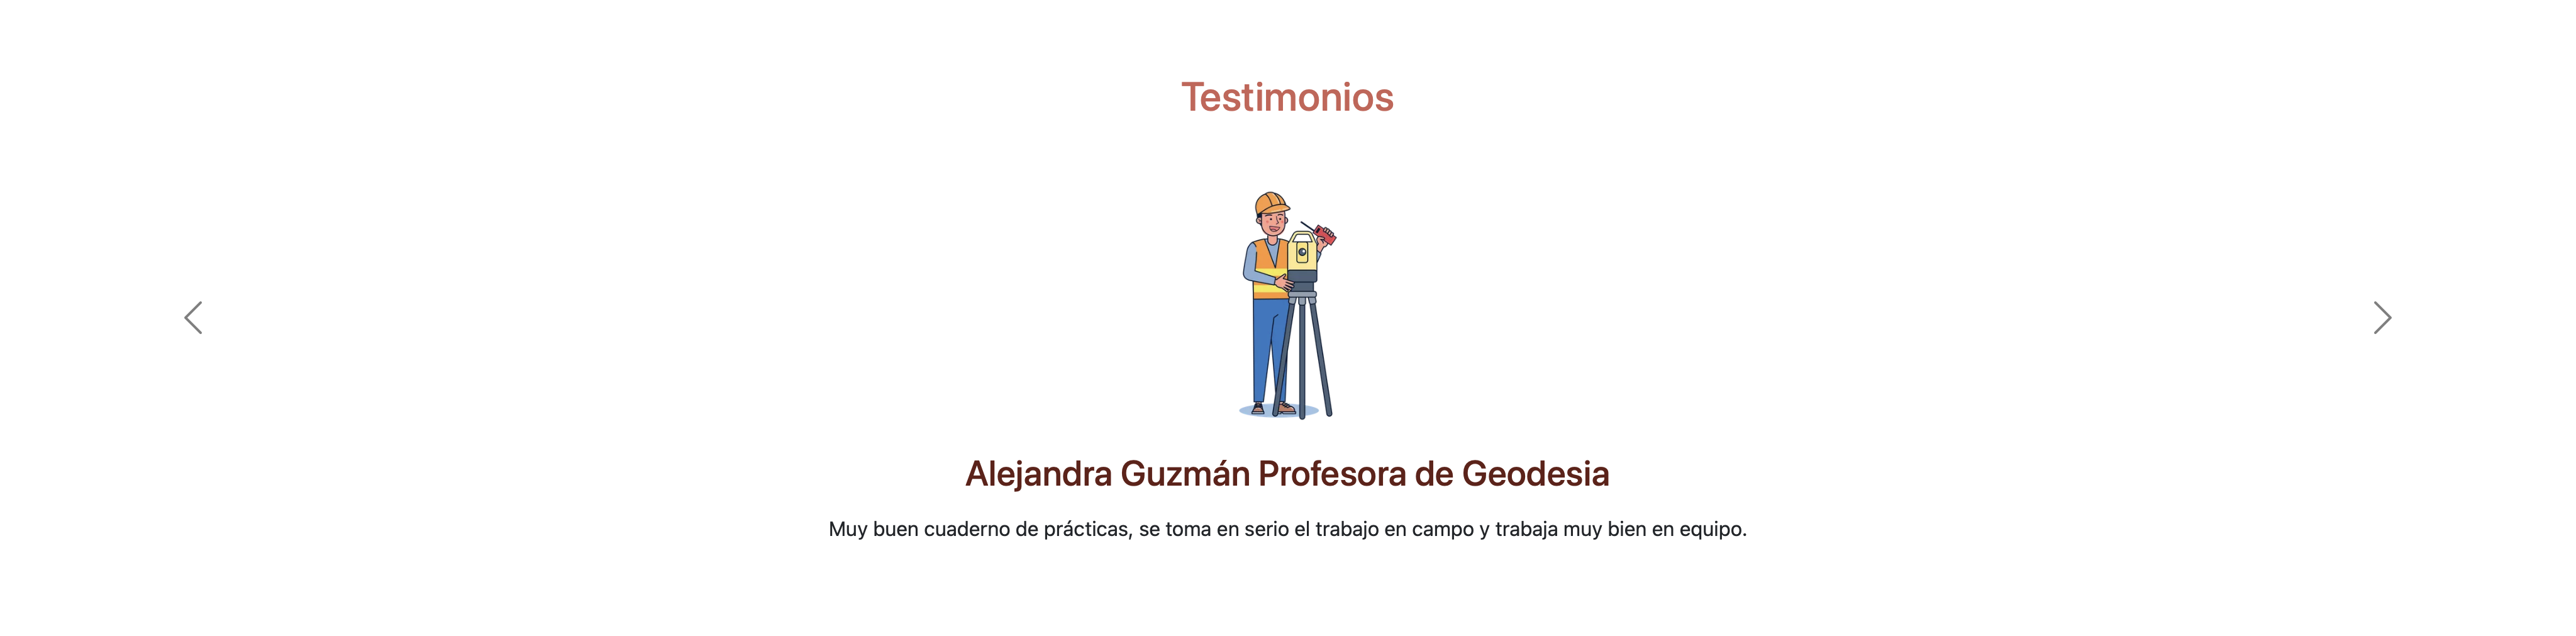 Testimonios
Alejandra Guzmán Profesora de Geodesia
Muy buen cuaderno de prácticas, se toma en serio el trabajo en campo y trabaja muy bien en equipo.